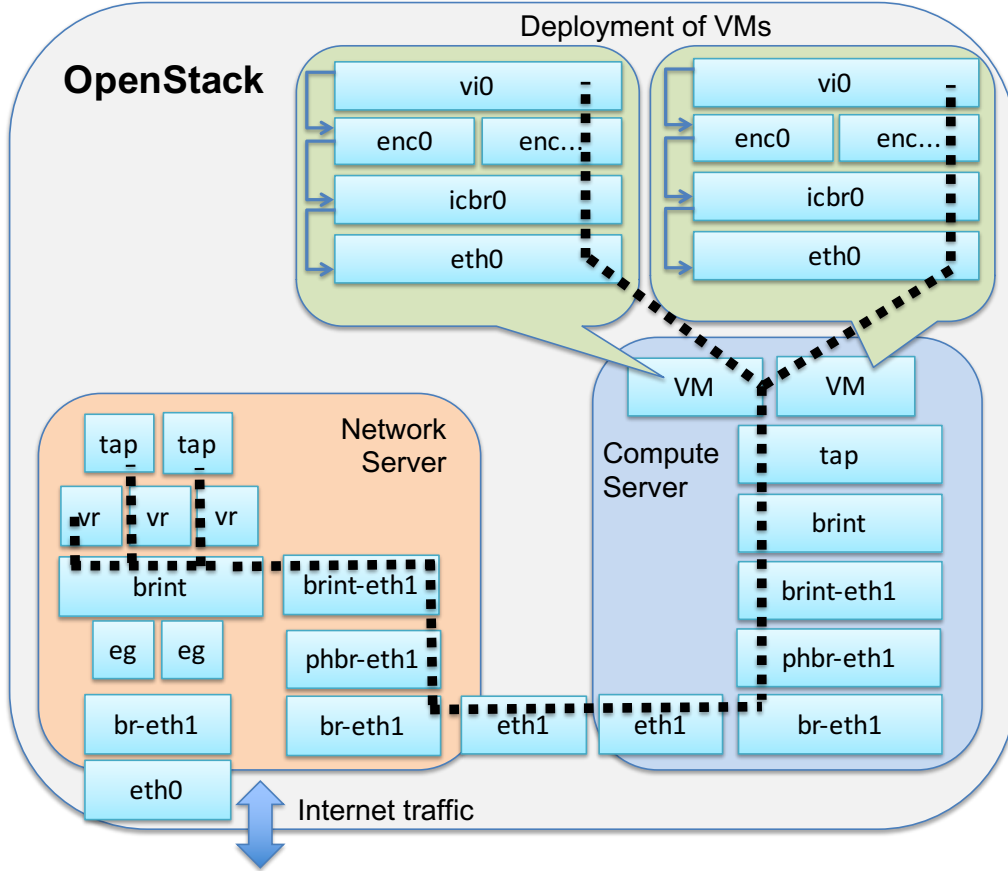 Deployment of VMs
OpenStack
vi0
enc0
enc...
icbr0
eth0
vi0
enc0
enc...
icbr0
eth0
VM
VM
Compute
Server
tap
brint
brint-eth1
phbr-eth1
br-eth1
Network
Server
tap
tap
vr
vr
vr
brint
brint-eth1
eg
eg
phbr-eth1
br-eth1
br-eth1
eth1
eth1
eth0
Internet traffic